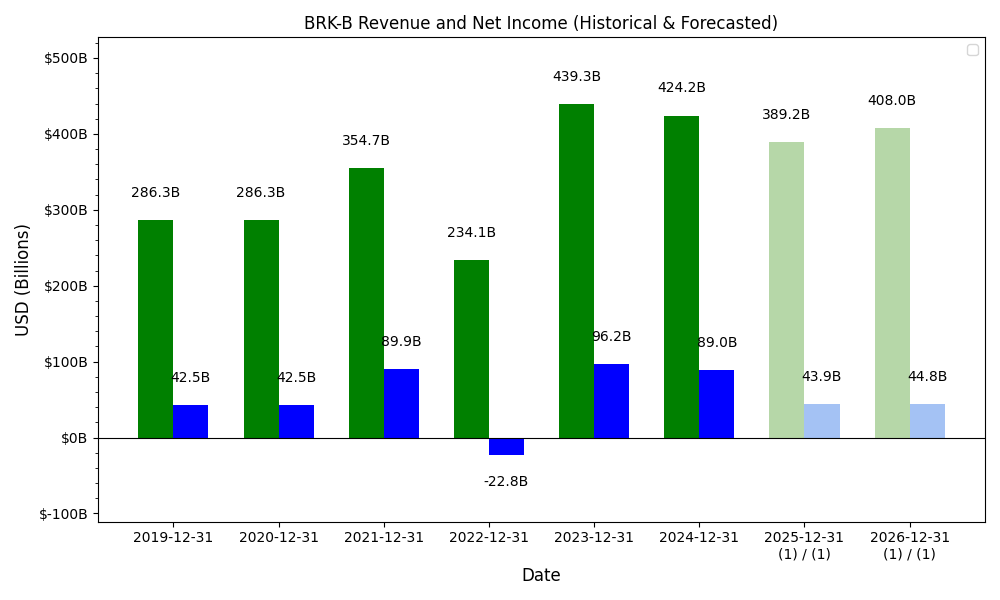 BRK-B Revenue and Net Income (Historical & Forecasted)
USD (Billions)
$500B
$400B
$300B
$200B
$100B
$0B
$-100B
286.3B
42.5B
286.3B
42.5B
354.7B
89.9B
234.1B
-22.8B
439.3B
96.2B
424.2B
89.0B
389.2B
43.9B
408.0B
44.8B
2019-12-31
2020-12-31
2021-12-31
2022-12-31
2023-12-31
2024-12-31
2025-12-31
(1) / (1)
2026-12-31
(1) / (1)
Date